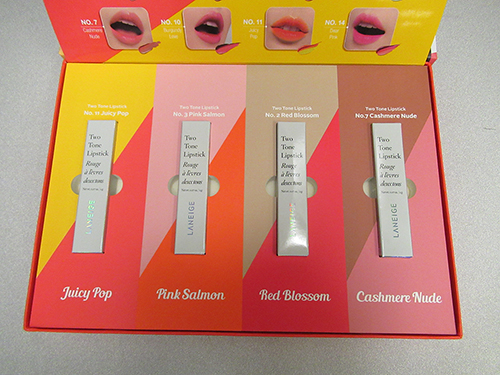 NO. 7
Cashmere
Nude
NO. 10
NO. 11
Juicy
Pop
NO. 14
Pink
Two Tone Lipstick
No. 11 Juicy Pop
Two Tone Lipstick
No. 3 Pink Salmon
Two Tone Lipstick
No. 2 Red Blossom
Two Tone Lipstick
No.7 Cashmere Nude
Two
Tone
Lipstick
Rouge
à lèvres
deux tons
LANEIGE
Two
Tone
Lipstick
Rouge
à lèvres
deux tons
LANEIGE
Two
Tone
Lipstick
Rouge
à lèvres
deux tons
Two
Tone
Lipstick
Rouge
à lèvres
deux tons
LANEIGE
Juicy Pop
Pink Salmon
Red Blossom
Cashmere Nude